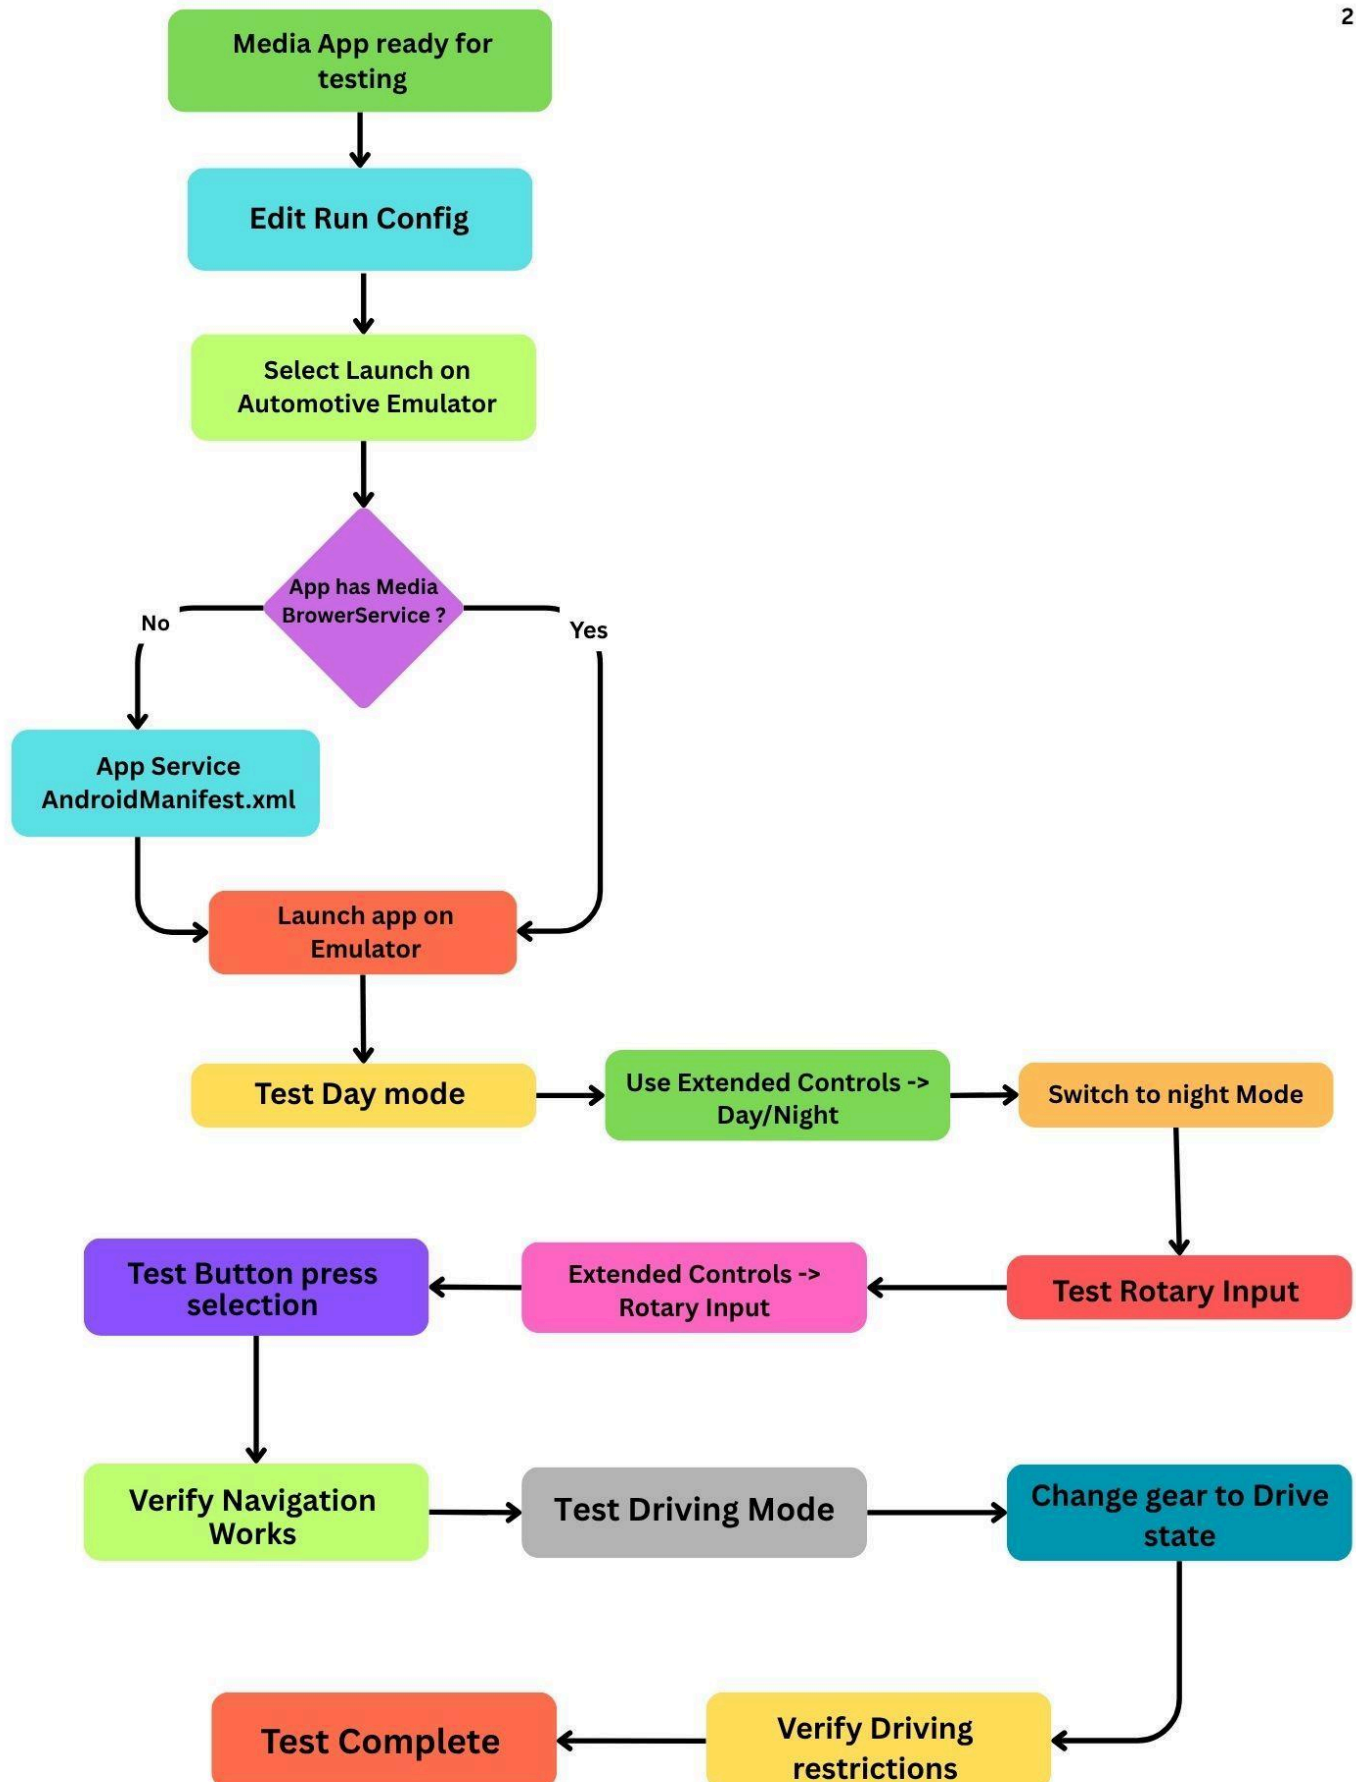 2
Media App ready for
testing
Edit Run Config
Select Launch on
Automotive Emulator
App has Media
BrowerService ?
No
Yes
App Service
AndroidManifest.xml
Launch app on
Emulator
Test Day mode
Use Extended Controls ->
Day/Night
Switch to night Mode
Test Rotary Input
Extended Controls ->
Rotary Input
Test Button press
selection
Verify Navigation
Works
Test Driving Mode
Change gear to Drive
state
Verify Driving
restrictions
Test Complete